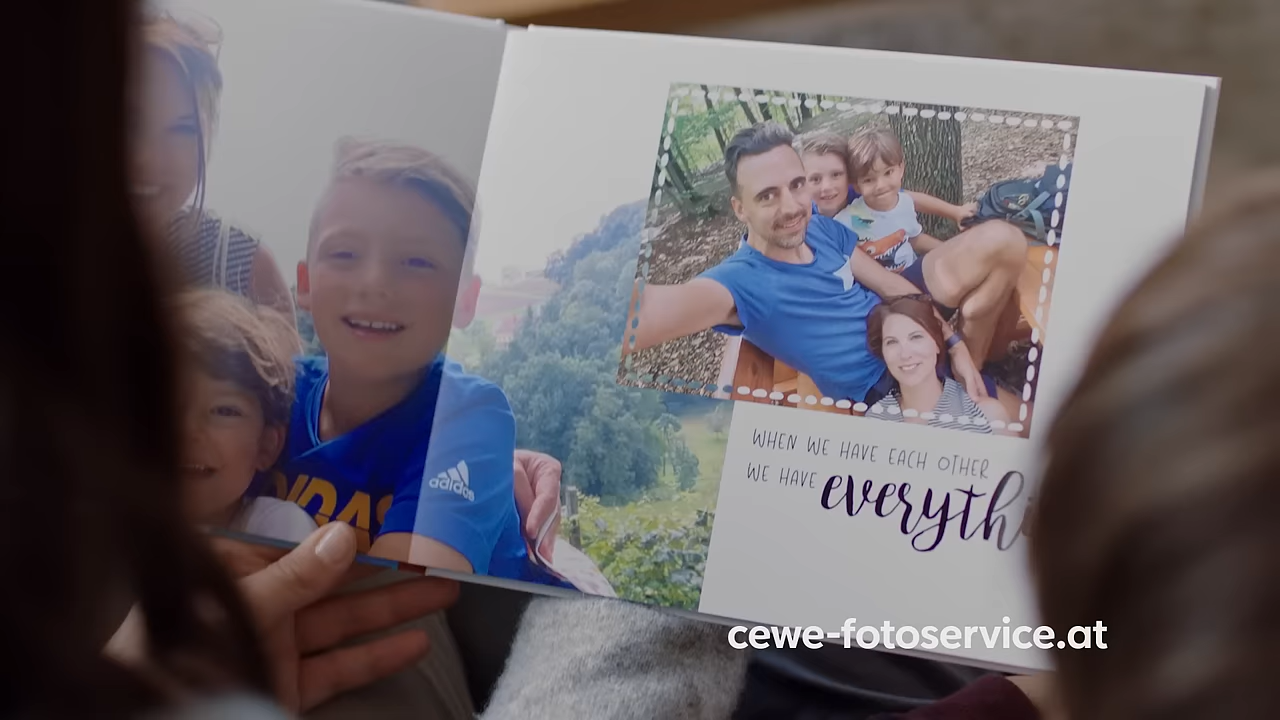 adidas
WHEN WE HAVE EACH OTHER
WE HAVE everythi
cewe-fotoservice.at